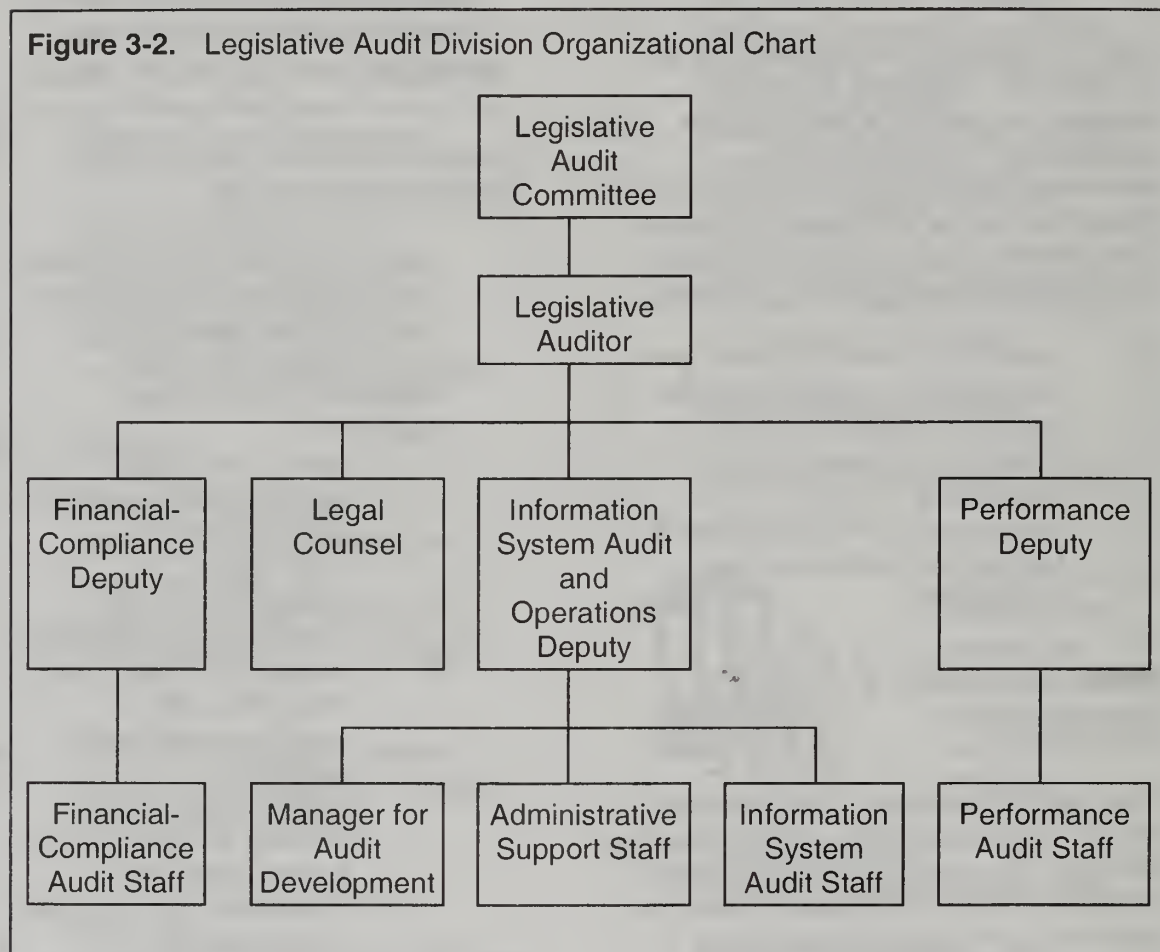 Figure 3-2. Legislative Audit Division Organizational Chart
Legislative
Audit
Committee
Legislative
Auditor
Financial-
Compliance
Deputy
Legal
Counsel
Information
System Audit
and
Operations
Deputy
Performance
Deputy
Financial-
Compliance
Audit Staff
Manager for
Audit
Development
Administrative
Support Staff
Information
System
Audit Staff
Performance
Audit Staff